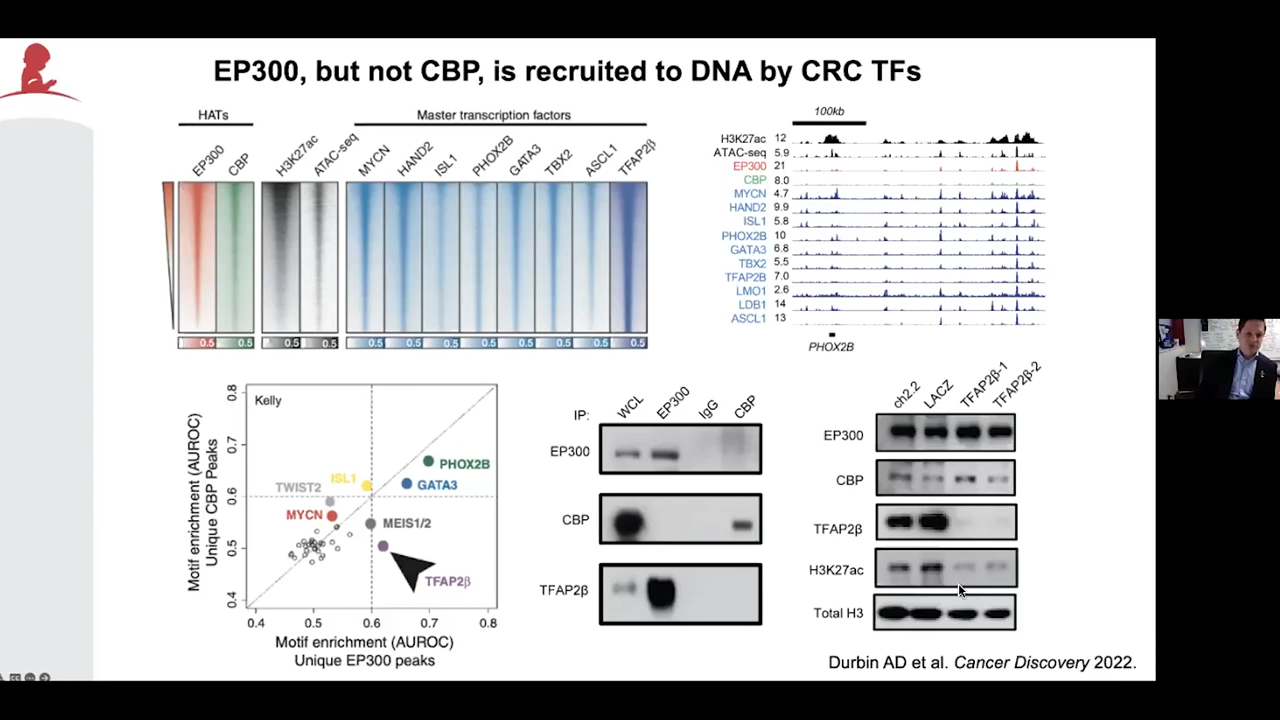 EP300, but not CBP, is recruited to DNA by CRC TFs
HATs
Master transcription factors
EP300
CBP
H3K27ac
ATAC-seq
MYCN
HAND2
ISL1
PHOX2B
GATA3
TBX2
ASCL1
TFAP2β
0.5 0.5 0.5 0.5 0.5 0.5 0.5 0.5 0.5 0.5 0.5 0.5
100kb
H3K27ac 12
ATAC-seq 5.9
EP300 21
CBP 8.0
MYCN 4.7
HAND2 9.9
ISL1 5.8
PHOX2B 10
GATA3 6.8
TBX2 5.5
TFAP2B 7.0
LMO1 2.6
LDB1 14
ASCL1 13
PHOX2B
Motif enrichment (AUROC)
Unique CBP Peaks
0.8
0.7
0.6
0.5
0.4
Kelly
PHOX2B
ISL1
GATA3
TWIST2
MYCN
MEIS1/2
TFAP2β
0.4 0.5 0.6 0.7 0.8
Motif enrichment (AUROC)
Unique EP300 peaks
IP: WCL EP300 IgG CBP
EP300
CBP
TFAP2β
ch2.2 LACZ TFAP2β-1 TFAP2β-2
EP300
CBP
TFAP2β
H3K27ac
Total H3
Durbin AD et al. Cancer Discovery 2022.